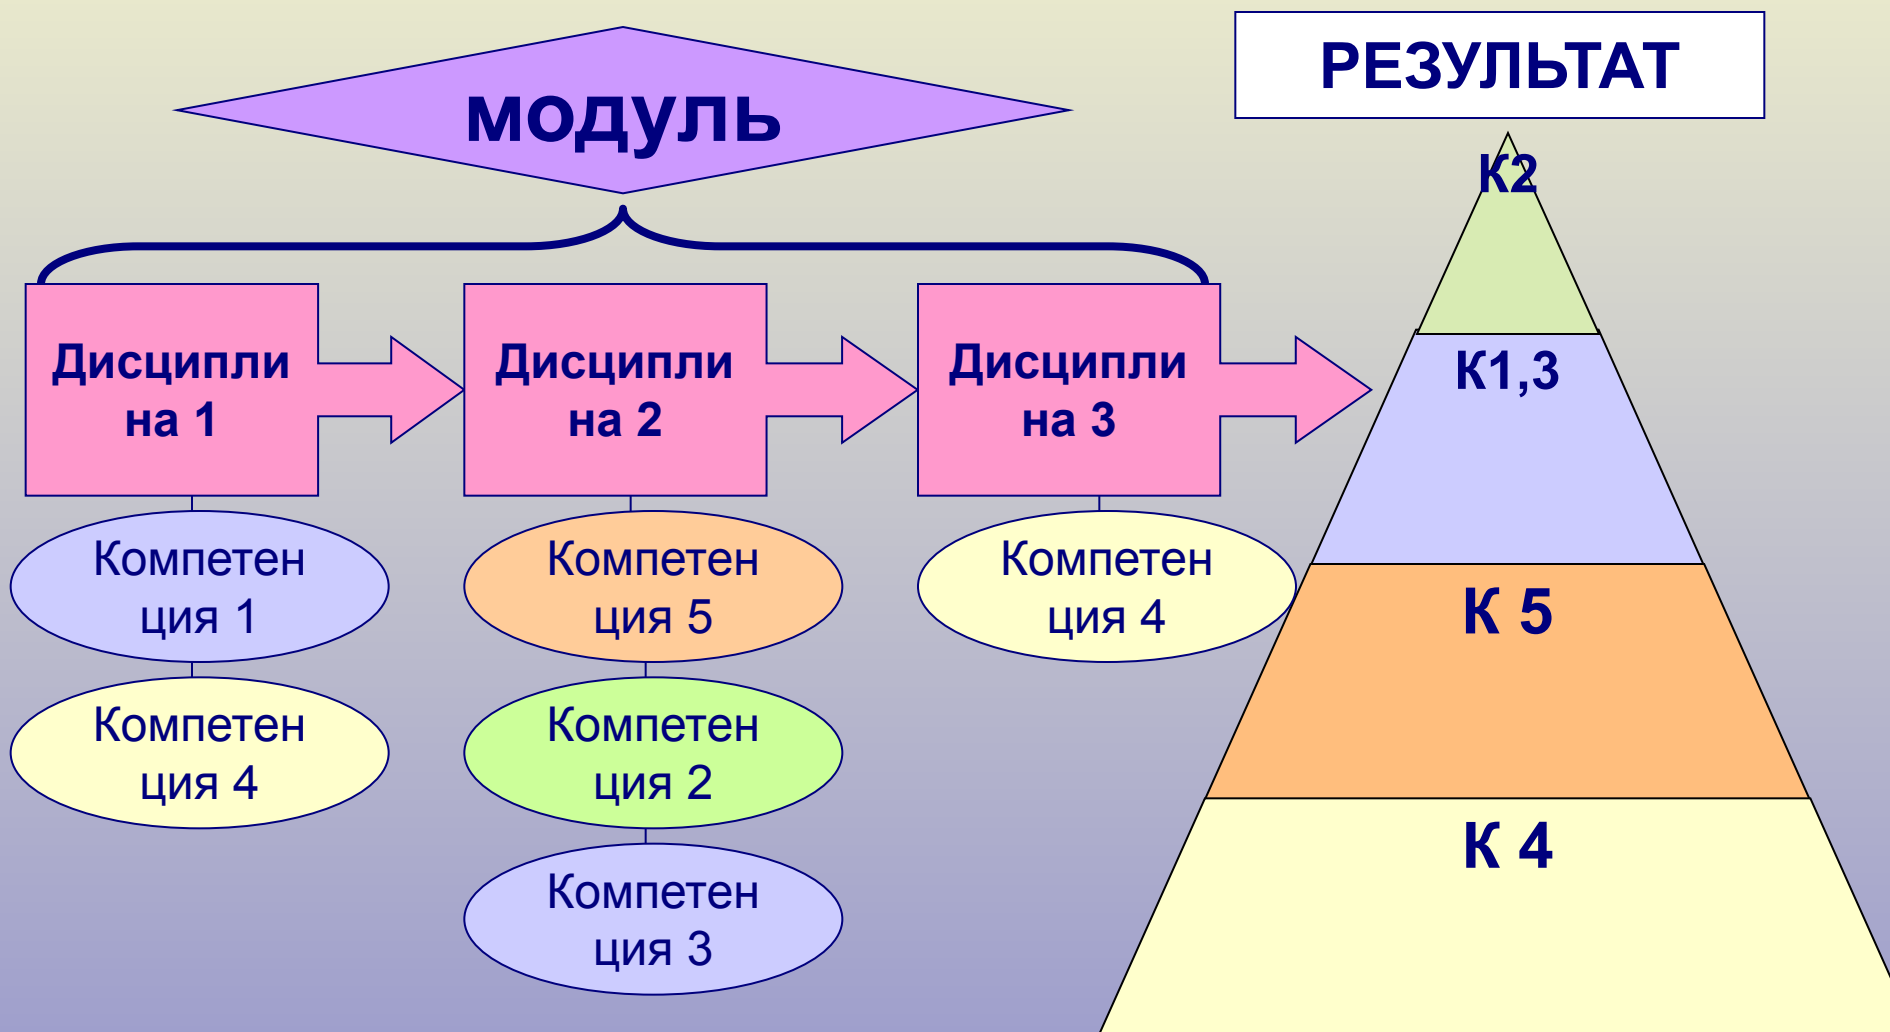 модуль
РЕЗУЛЬТАТ
Дисципли
на 1
Дисципли
на 2
Дисципли
на 3
Компетен
ция 1
Компетен
ция 4
Компетен
ция 5
Компетен
ция 2
Компетен
ция 3
Компетен
ция 4
К2
К1,3
К 5
К 4